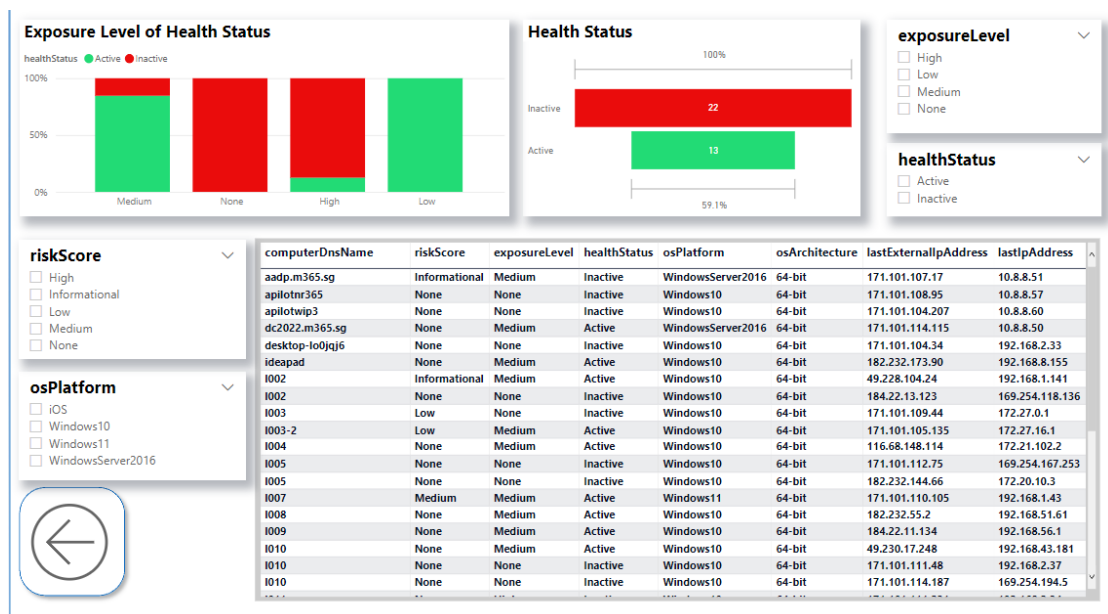 Exposure Level of Health Status
healthStatus Active Inactive
100%
50%
0%
Medium None High Low
Health Status
100%
Inactive 22
Active 13
59.1%
exposureLevel
High
Low
Medium
None
healthStatus
Active
Inactive
riskScore
High
Informational
Low
Medium
None
osPlatform
iOS
Windows10
Windows11
WindowsServer2016
computerDnsName riskScore exposureLevel healthStatus osPlatform osArchitecture lastExternalIpAddress lastIpAddress
aadp.m365.sg Informational Medium Inactive WindowsServer2016 64-bit 171.101.107.17 10.8.8.51
apilotnr365 None None Inactive Windows10 64-bit 171.101.108.95 10.8.8.57
apilotwip3 None None Inactive Windows10 64-bit 171.101.104.207 10.8.8.60
dc2022.m365.sg None Medium Active WindowsServer2016 64-bit 171.101.114.115 10.8.8.50
desktop-lo0jqj6 None None Inactive Windows10 64-bit 171.101.104.34 192.168.2.33
ideapad None Medium Active Windows10 64-bit 182.232.173.90 192.168.8.155
l002 Informational Medium Active Windows10 64-bit 49.228.104.24 192.168.1.141
l002 None None Inactive Windows10 64-bit 184.22.13.123 169.254.118.136
l003 Low None Inactive Windows10 64-bit 171.101.109.44 172.27.0.1
l003-2 Low Medium Active Windows10 64-bit 171.101.105.135 172.27.16.1
l004 None Medium Active Windows10 64-bit 116.68.148.114 172.21.102.2
l005 None None Inactive Windows10 64-bit 171.101.112.75 169.254.167.253
l005 None None Inactive Windows10 64-bit 182.232.144.66 172.20.10.3
l007 Medium Medium Active Windows11 64-bit 171.101.110.105 192.168.1.43
l008 None Medium Active Windows10 64-bit 182.232.55.2 192.168.51.61
l009 None Medium Active Windows10 64-bit 184.22.11.134 192.168.56.1
l010 None Medium Active Windows10 64-bit 49.230.17.248 192.168.43.181
l010 None None Inactive Windows10 64-bit 171.101.111.48 192.168.2.37
l010 None None Inactive Windows10 64-bit 171.101.114.187 169.254.194.5